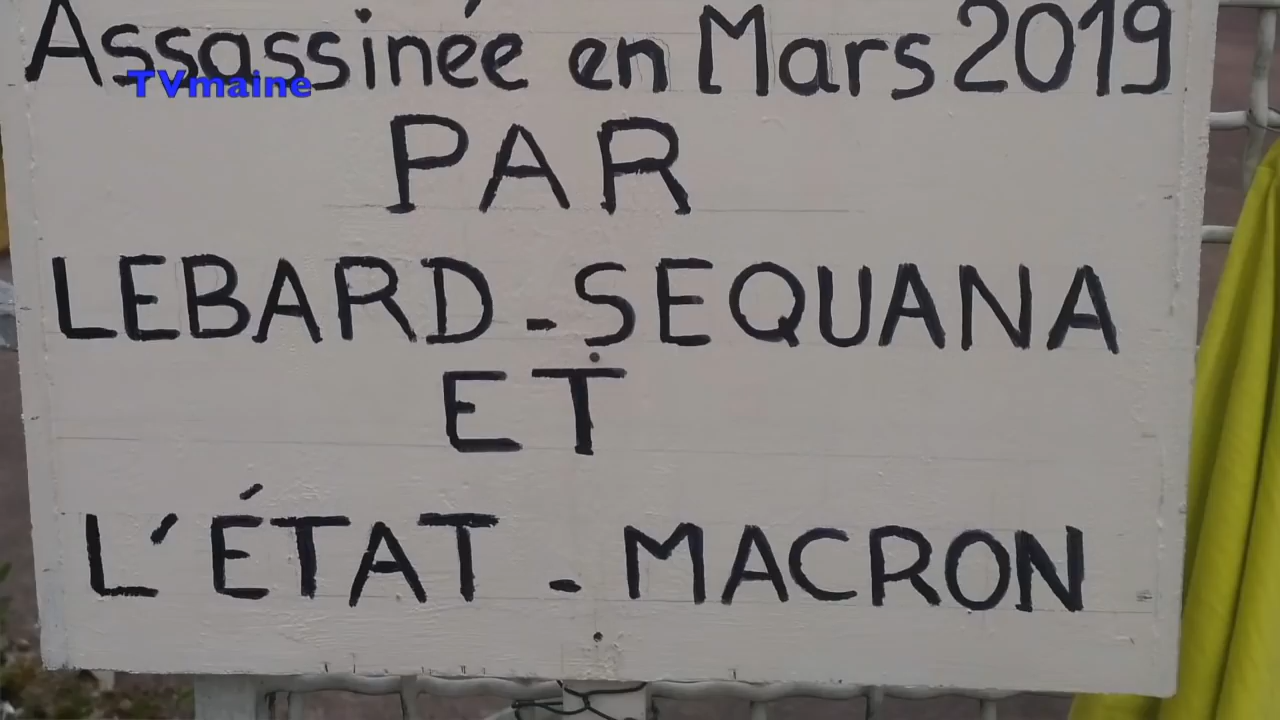 Assassinée en Mars 2019
TVmaine
PAR
LEBARD - SEQUANA
ET
L'ÉTAT - MACRON